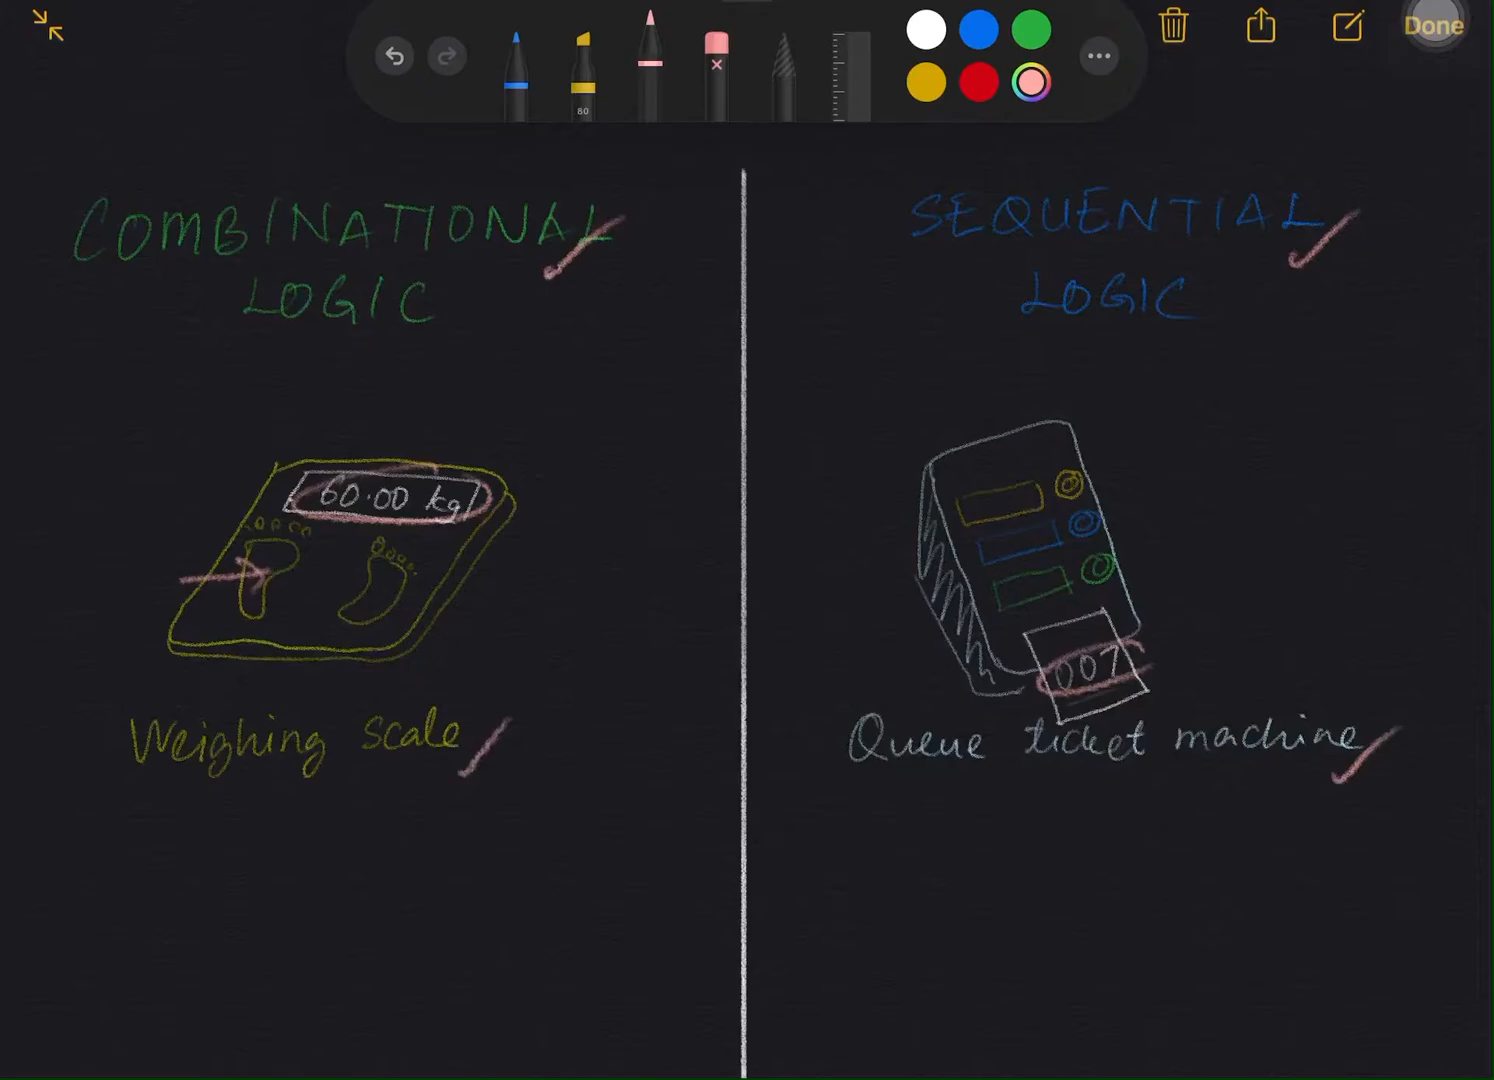 Done
80
COMBINATIONAL
LOGIC
60.00 kg
Weighing scale
SEQUENTIAL
LOGIC
007
Queue ticket machine